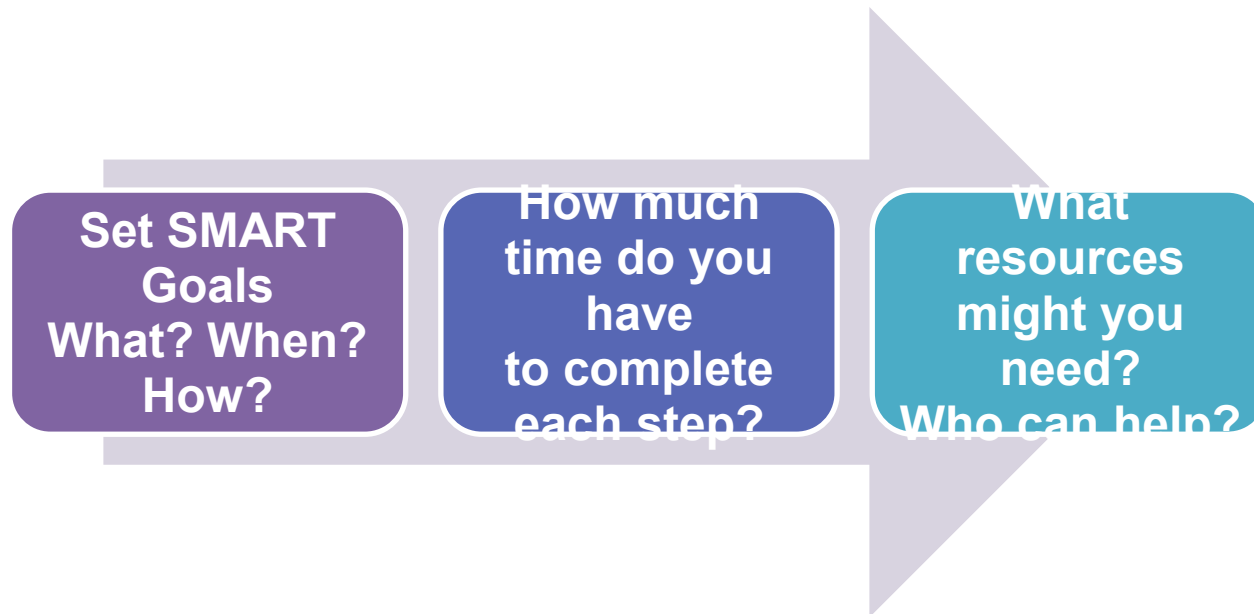 Set SMART
Goals
What? When?
How?
How much
time do you
have
to complete
each step?
What
resources
might you
need?
Who can help?